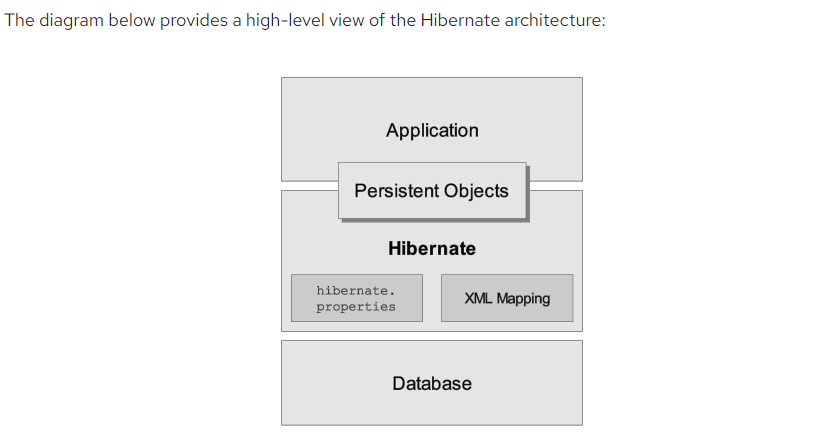 The diagram below provides a high-level view of the Hibernate architecture:
Application
Persistent Objects
Hibernate
hibernate.
properties
XML Mapping
Database